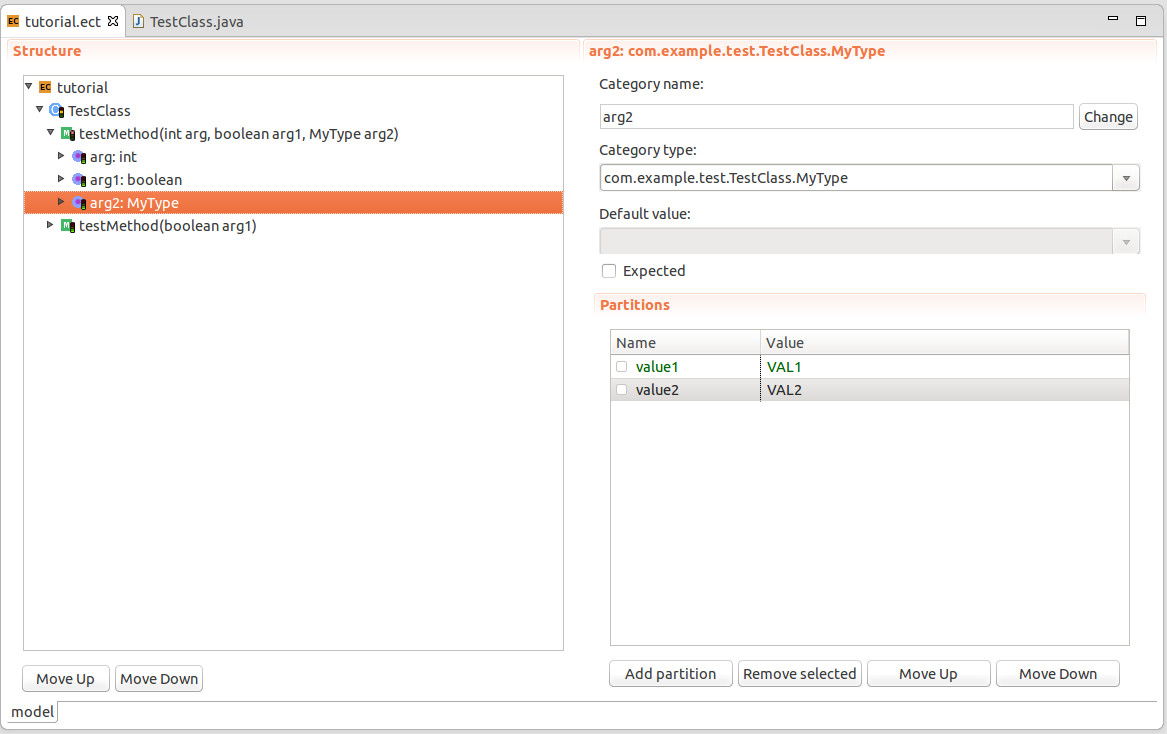 EC tutorial.ect
J TestClass.java
Structure
EC tutorial
C TestClass
M testMethod(int arg, boolean arg1, MyType arg2)
arg: int
arg1: boolean
arg2: MyType
M testMethod(boolean arg1)
Move Up
Move Down
arg2: com.example.test.TestClass.MyType
Category name:
arg2
Change
Category type:
com.example.test.TestClass.MyType
Default value:
Expected
Partitions
Name Value
value1 VAL1
value2 VAL2
Add partition
Remove selected
Move Up
Move Down
model